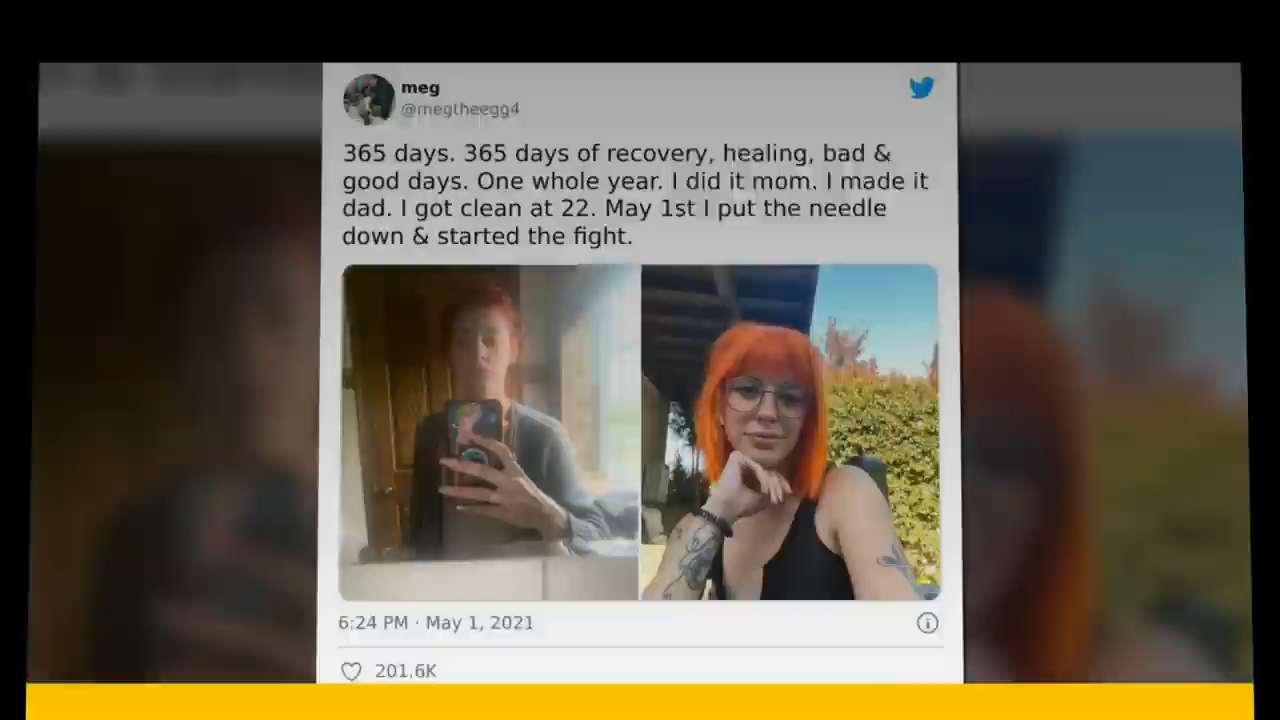 meg
@megtheegg4
365 days. 365 days of recovery, healing, bad &
good days. One whole year. I did it mom. I made it
dad. I got clean at 22. May 1st I put the needle
down & started the fight.
6:24 PM · May 1, 2021
201.6K